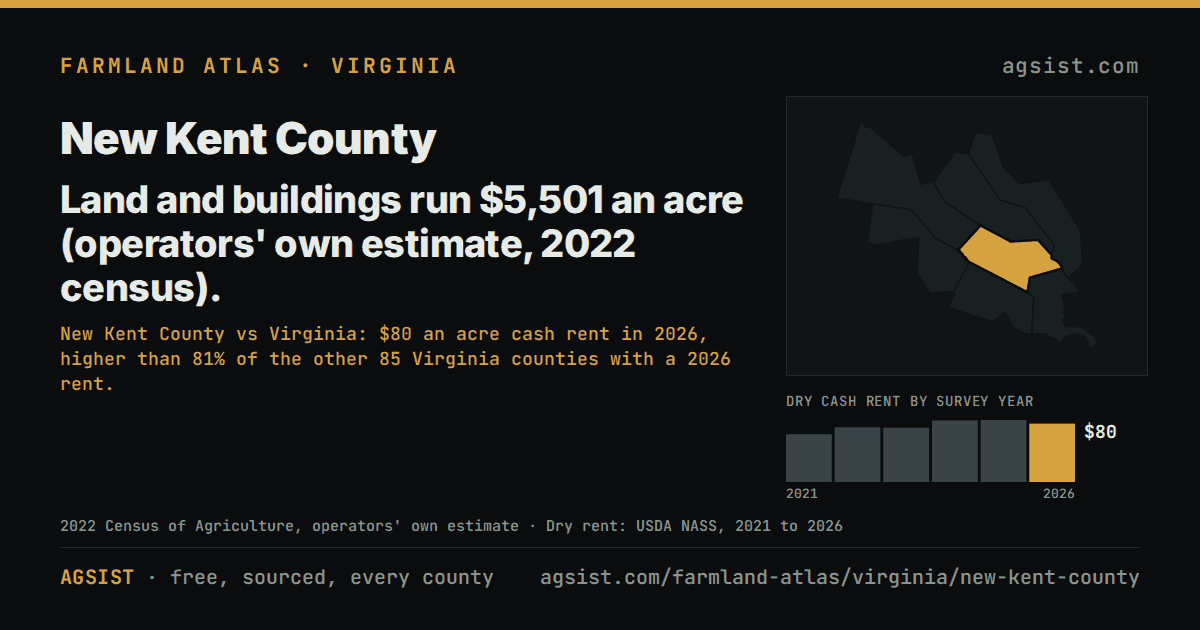 FARMLAND ATLAS · VIRGINIA
agsist.com
New Kent County
Land and buildings run $5,501 an acre
(operators' own estimate, 2022
census).
New Kent County vs Virginia: $80 an acre cash rent in 2026,
higher than 81% of the other 85 Virginia counties with a 2026
rent.
DRY CASH RENT BY SURVEY YEAR
$80
2021
2026
2022 Census of Agriculture, operators' own estimate · Dry rent: USDA NASS, 2021 to 2026
AGSIST · free, sourced, every county
agsist.com/farmland-atlas/virginia/new-kent-county